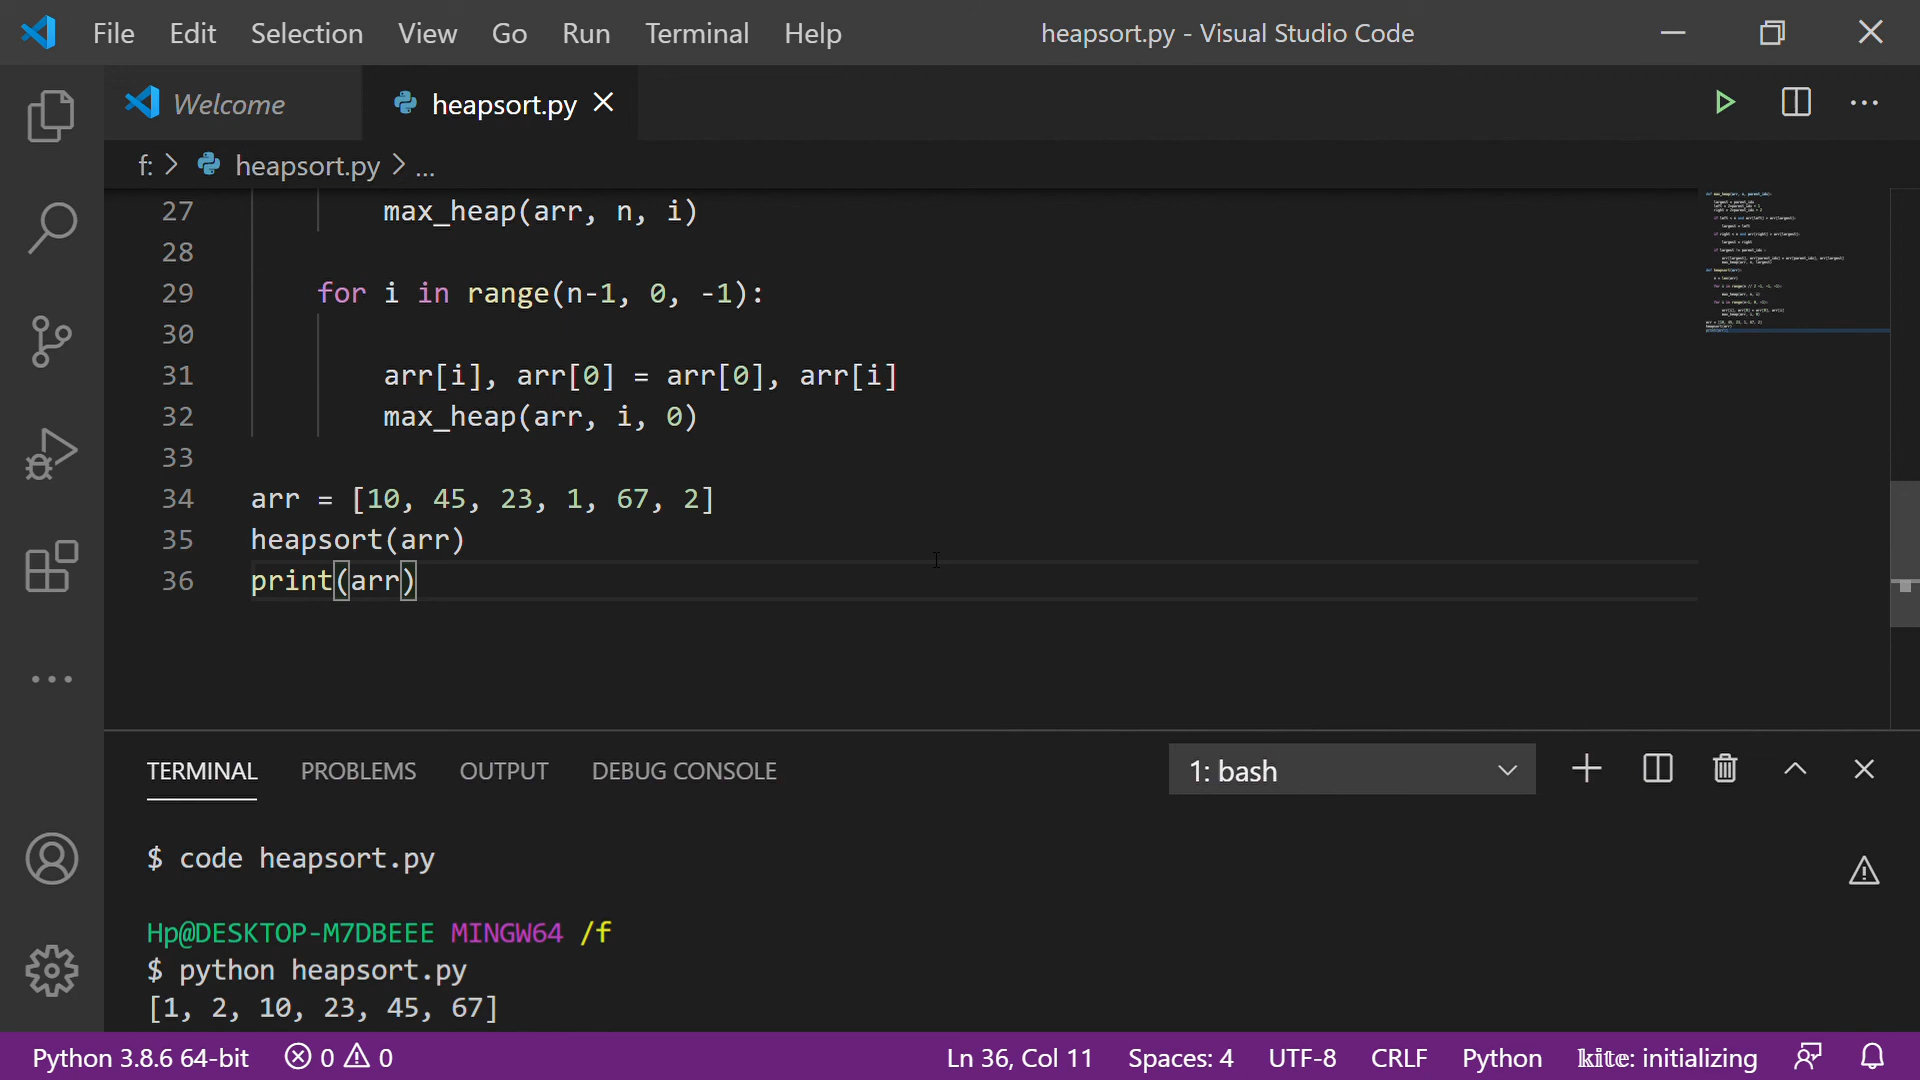 File Edit Selection View Go Run Terminal Help heapsort.py - Visual Studio Code
Welcome heapsort.py
f: > heapsort.py > ...
27 max_heap(arr, n, i)
28
29 for i in range(n-1, 0, -1):
30
31 arr[i], arr[0] = arr[0], arr[i]
32 max_heap(arr, i, 0)
33
34 arr = [10, 45, 23, 1, 67, 2]
35 heapsort(arr)
36 print(arr)
TERMINAL PROBLEMS OUTPUT DEBUG CONSOLE 1: bash
$ code heapsort.py
Hp@DESKTOP-M7DBEEE MINGW64 /f
$ python heapsort.py
[1, 2, 10, 23, 45, 67]
Python 3.8.6 64-bit 0 0 Ln 36, Col 11 Spaces: 4 UTF-8 CRLF Python kite: initializing